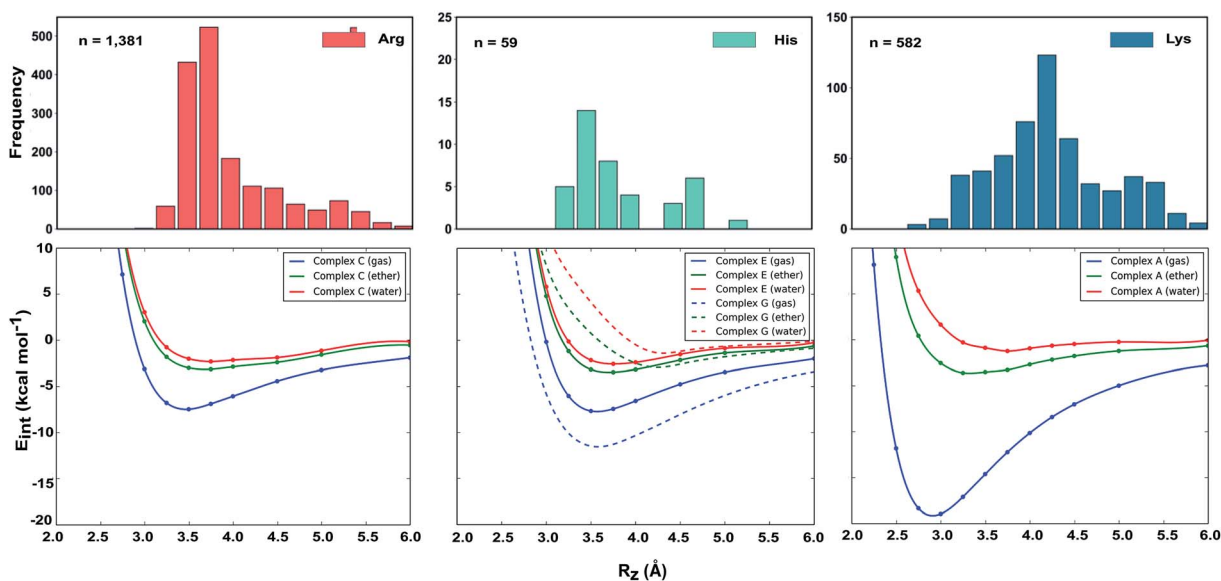 n = 1,381
Arg
n = 59
His
n = 582
Lys
Frequency
500
400
300
200
100
0
25
20
15
10
5
0
150
100
50
0
Complex C (gas)
Complex C (ether)
Complex C (water)
Complex E (gas)
Complex E (ether)
Complex E (water)
Complex G (gas)
Complex G (ether)
Complex G (water)
Complex A (gas)
Complex A (ether)
Complex A (water)
E_int (kcal mol⁻¹)
10
5
0
-5
-10
-15
-20
2.0 2.5 3.0 3.5 4.0 4.5 5.0 5.5 6.0
2.0 2.5 3.0 3.5 4.0 4.5 5.0 5.5 6.0
2.0 2.5 3.0 3.5 4.0 4.5 5.0 5.5 6.0
R_z (Å)